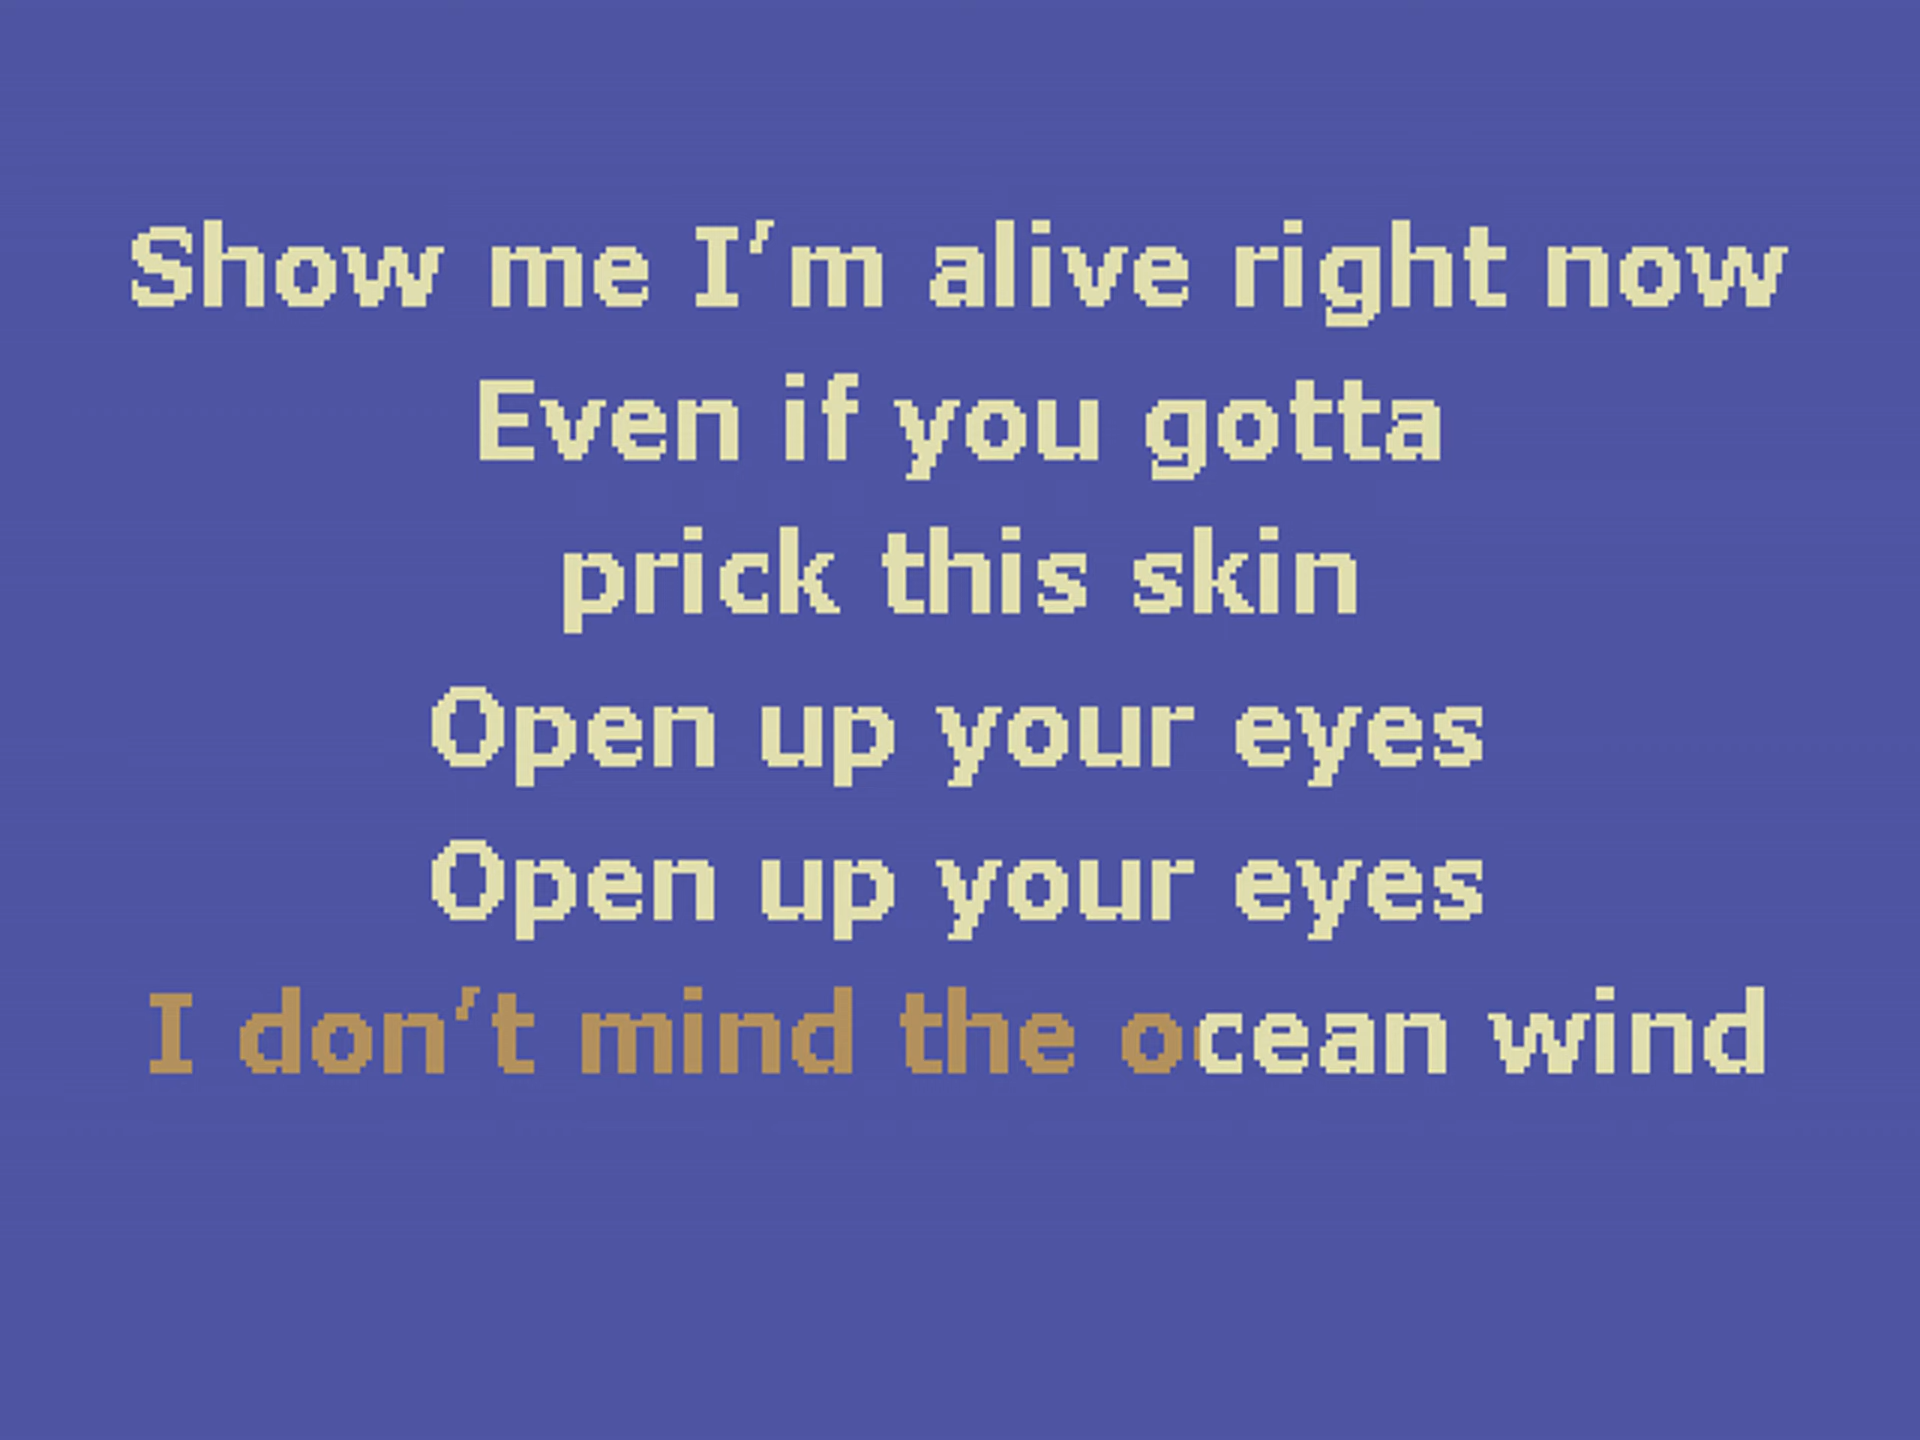 Show me I'm alive right now
Even if you gotta
prick this skin
Open up your eyes
Open up your eyes
I don't mind the ocean wind